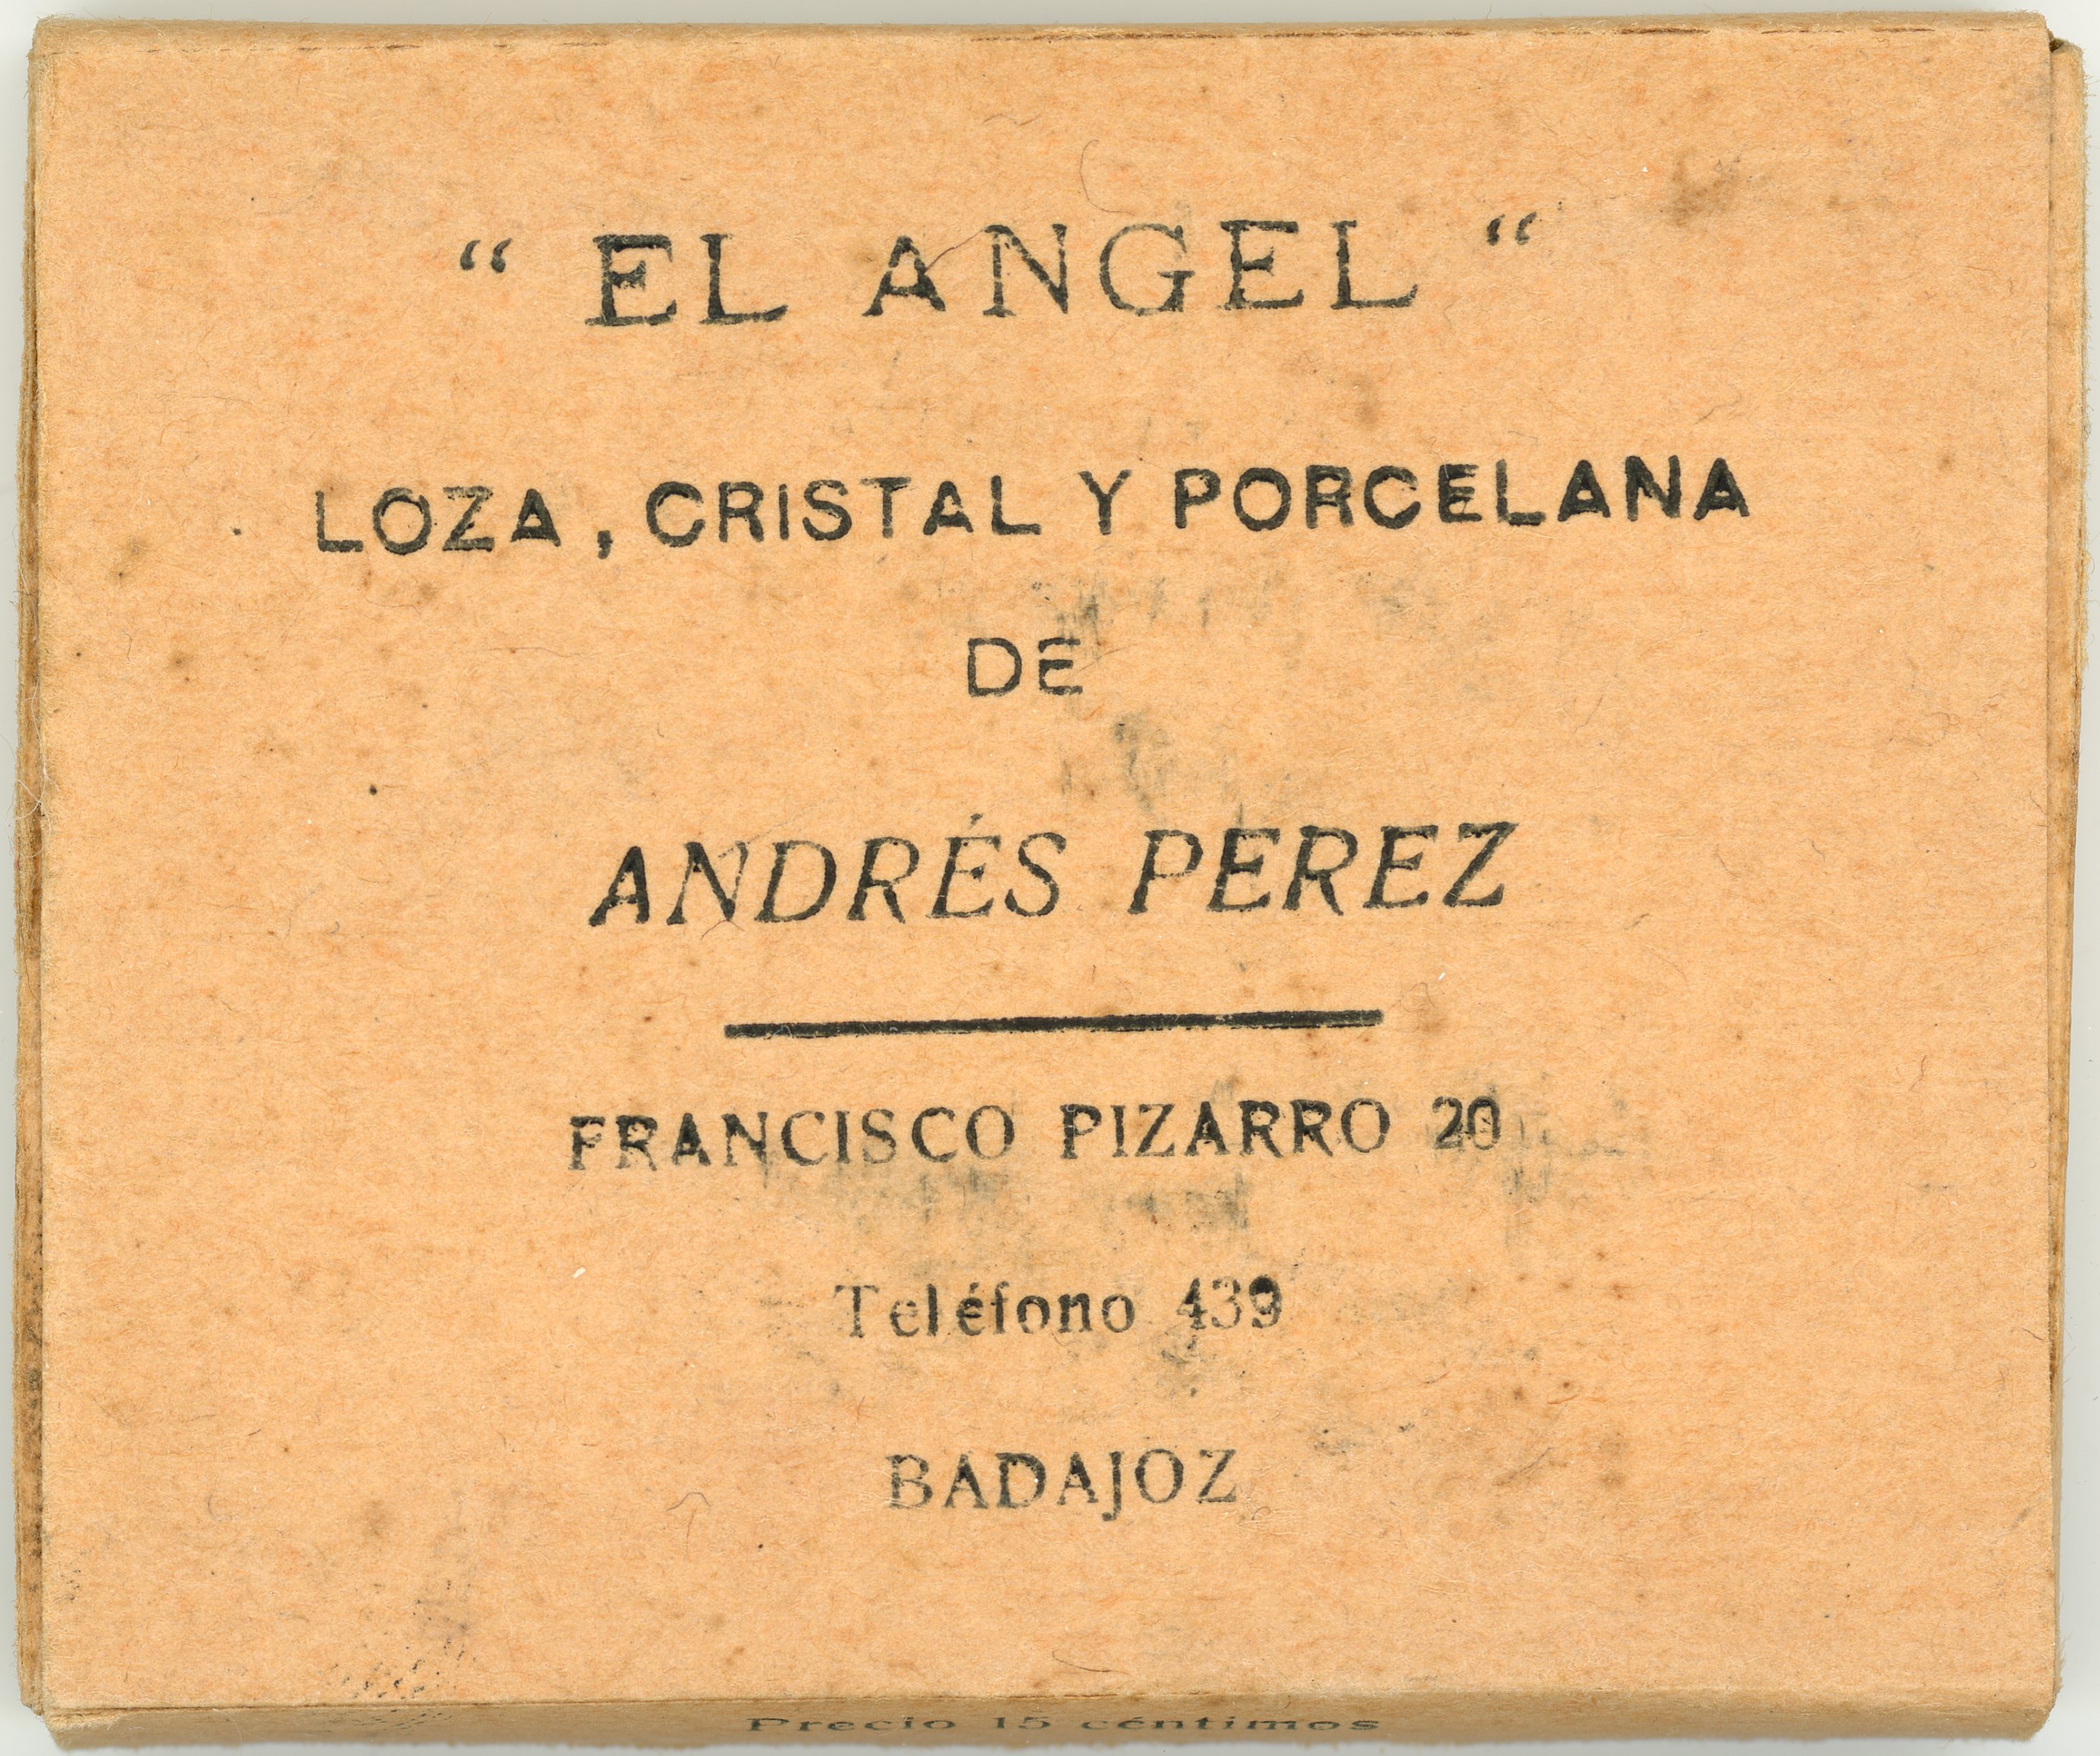 “ EL ANGEL “
LOZA, CRISTAL Y PORCELANA
DE
ANDRÉS PEREZ
FRANCISCO PIZARRO 20
Teléfono 439
BADAJOZ
Precio 15 céntimos